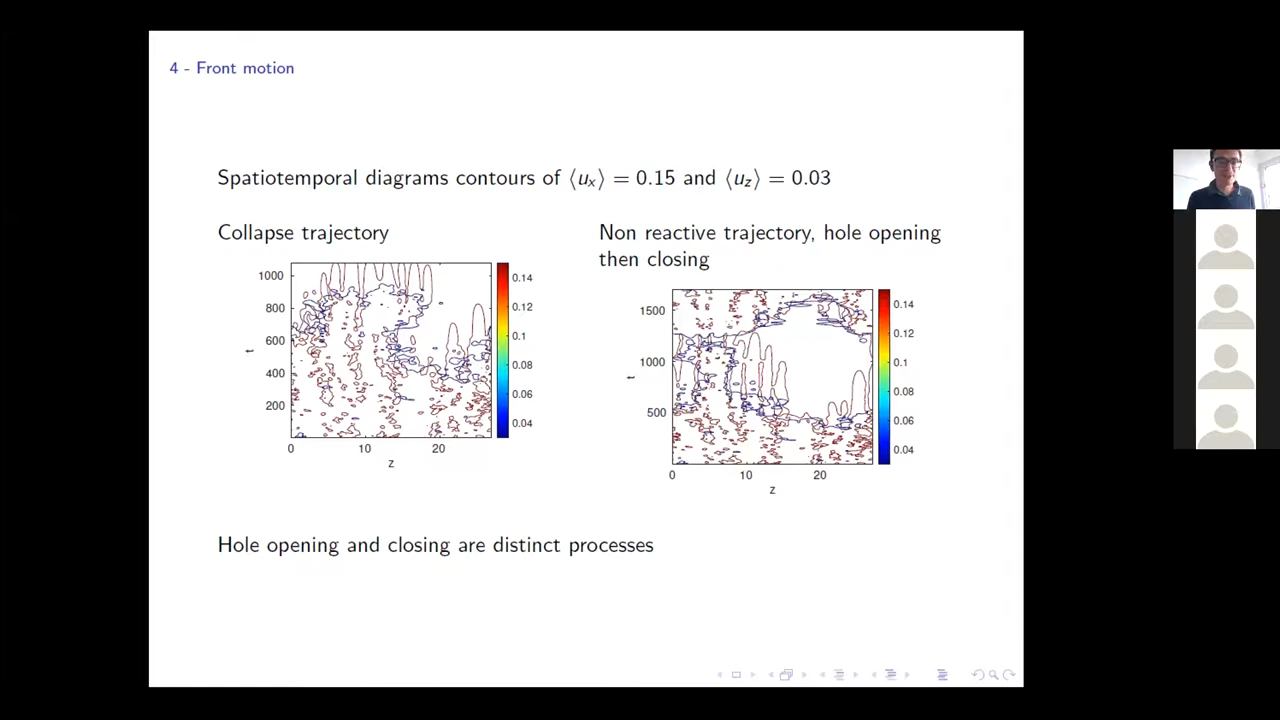 4 - Front motion
Spatiotemporal diagrams contours of ⟨uₓ⟩ = 0.15 and ⟨u_z⟩ = 0.03
Collapse trajectory
1000
800
600
400
200
t
0 10 20
z
0.14
0.12
0.1
0.08
0.06
0.04
Non reactive trajectory, hole opening
then closing
1500
1000
500
t
0 10 20
z
0.14
0.12
0.1
0.08
0.06
0.04
Hole opening and closing are distinct processes